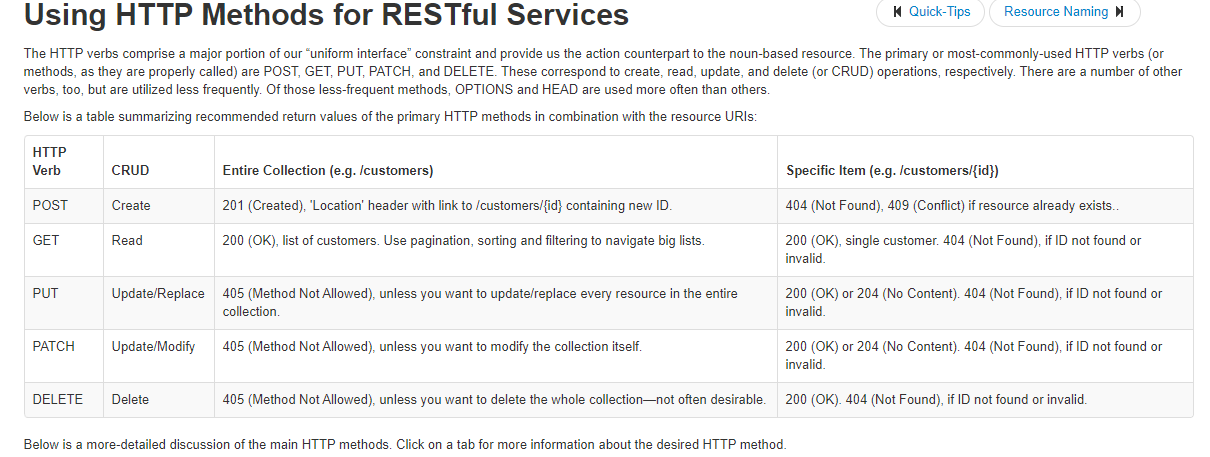 Using HTTP Methods for RESTful Services
Quick-Tips
Resource Naming
The HTTP verbs comprise a major portion of our “uniform interface” constraint and provide us the action counterpart to the noun-based resource. The primary or most-commonly-used HTTP verbs (or
methods, as they are properly called) are POST, GET, PUT, PATCH, and DELETE. These correspond to create, read, update, and delete (or CRUD) operations, respectively. There are a number of other
verbs, too, but are utilized less frequently. Of those less-frequent methods, OPTIONS and HEAD are used more often than others.
Below is a table summarizing recommended return values of the primary HTTP methods in combination with the resource URIs:
HTTP
Verb CRUD Entire Collection (e.g. /customers) Specific Item (e.g. /customers/{id})
POST Create 201 (Created), 'Location' header with link to /customers/{id} containing new ID. 404 (Not Found), 409 (Conflict) if resource already exists..
GET Read 200 (OK), list of customers. Use pagination, sorting and filtering to navigate big lists. 200 (OK), single customer. 404 (Not Found), if ID not found or
invalid.
PUT Update/Replace 405 (Method Not Allowed), unless you want to update/replace every resource in the entire 200 (OK) or 204 (No Content). 404 (Not Found), if ID not found or
collection. invalid.
PATCH Update/Modify 405 (Method Not Allowed), unless you want to modify the collection itself. 200 (OK) or 204 (No Content). 404 (Not Found), if ID not found or
invalid.
DELETE Delete 405 (Method Not Allowed), unless you want to delete the whole collection—not often desirable. 200 (OK). 404 (Not Found), if ID not found or invalid.
Below is a more-detailed discussion of the main HTTP methods. Click on a tab for more information about the desired HTTP method.